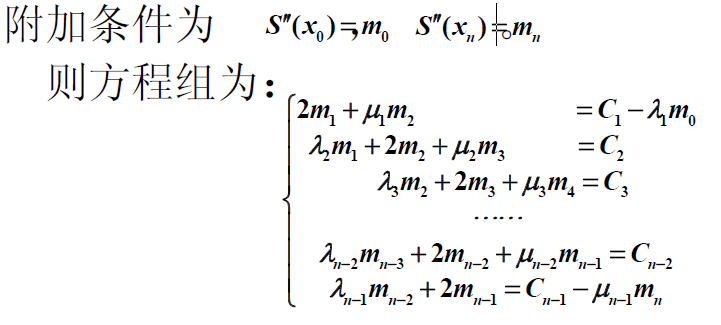 附加条件为 S″(x₀)=m₀ S″(xₙ)=mₙ
则方程组为：
2m₁+μ₁m₂ =C₁−λ₁m₀
λ₂m₁+2m₂+μ₂m₃ =C₂
λ₃m₂+2m₃+μ₃m₄=C₃
……
λₙ₋₂mₙ₋₃+2mₙ₋₂+μₙ₋₂mₙ₋₁=Cₙ₋₂
λₙ₋₁mₙ₋₂+2mₙ₋₁=Cₙ₋₁−μₙ₋₁mₙ